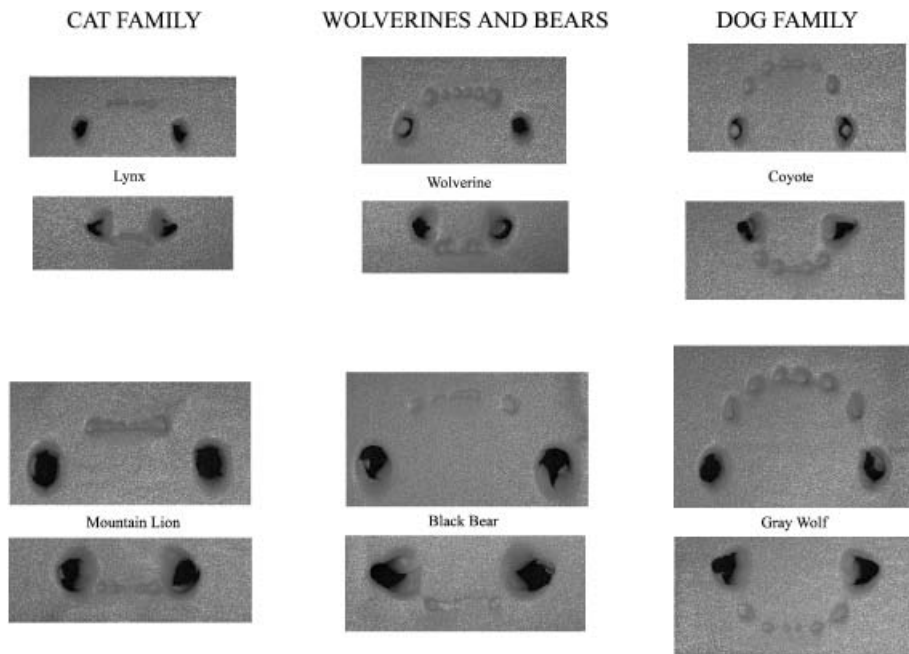 CAT FAMILY
WOLVERINES AND BEARS
DOG FAMILY
Lynx
Wolverine
Coyote
Mountain Lion
Black Bear
Gray Wolf